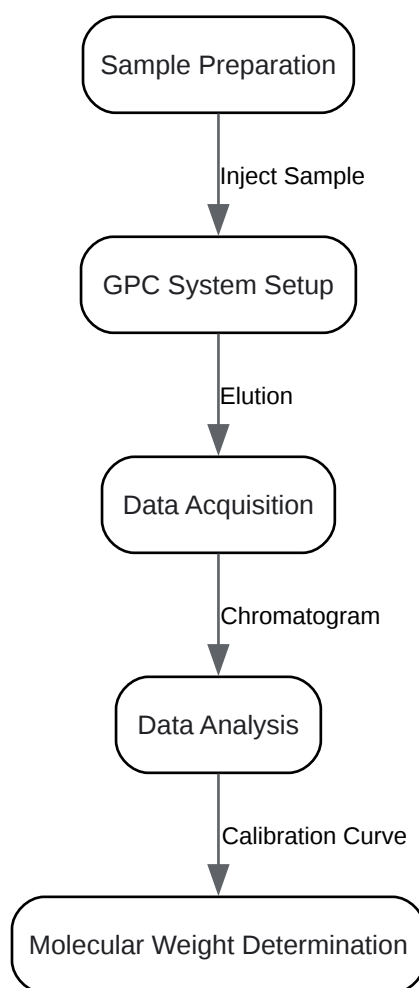 Sample Preparation
Inject Sample
GPC System Setup
Elution
Data Acquisition
Chromatogram
Data Analysis
Calibration Curve
Molecular Weight Determination